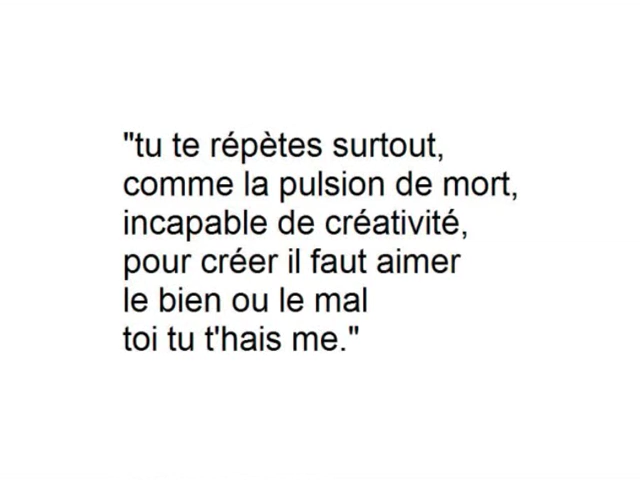 "tu te répètes surtout,
comme la pulsion de mort,
incapable de créativité,
pour créer il faut aimer
le bien ou le mal
toi tu t'hais me."